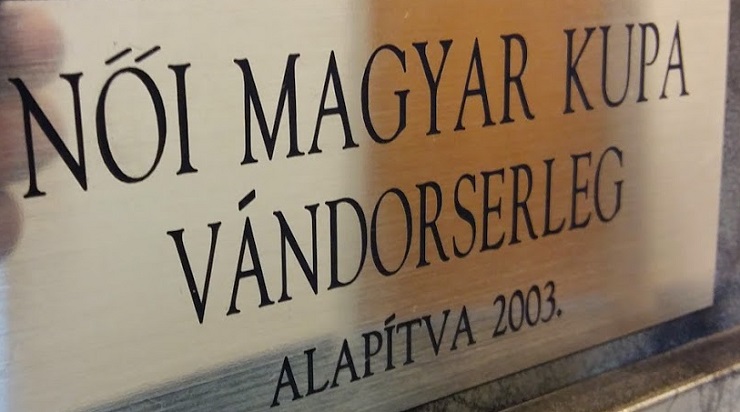 NŐI MAGYAR KUPA
VÁNDORSERLEG
ALAPÍTVA 2003.